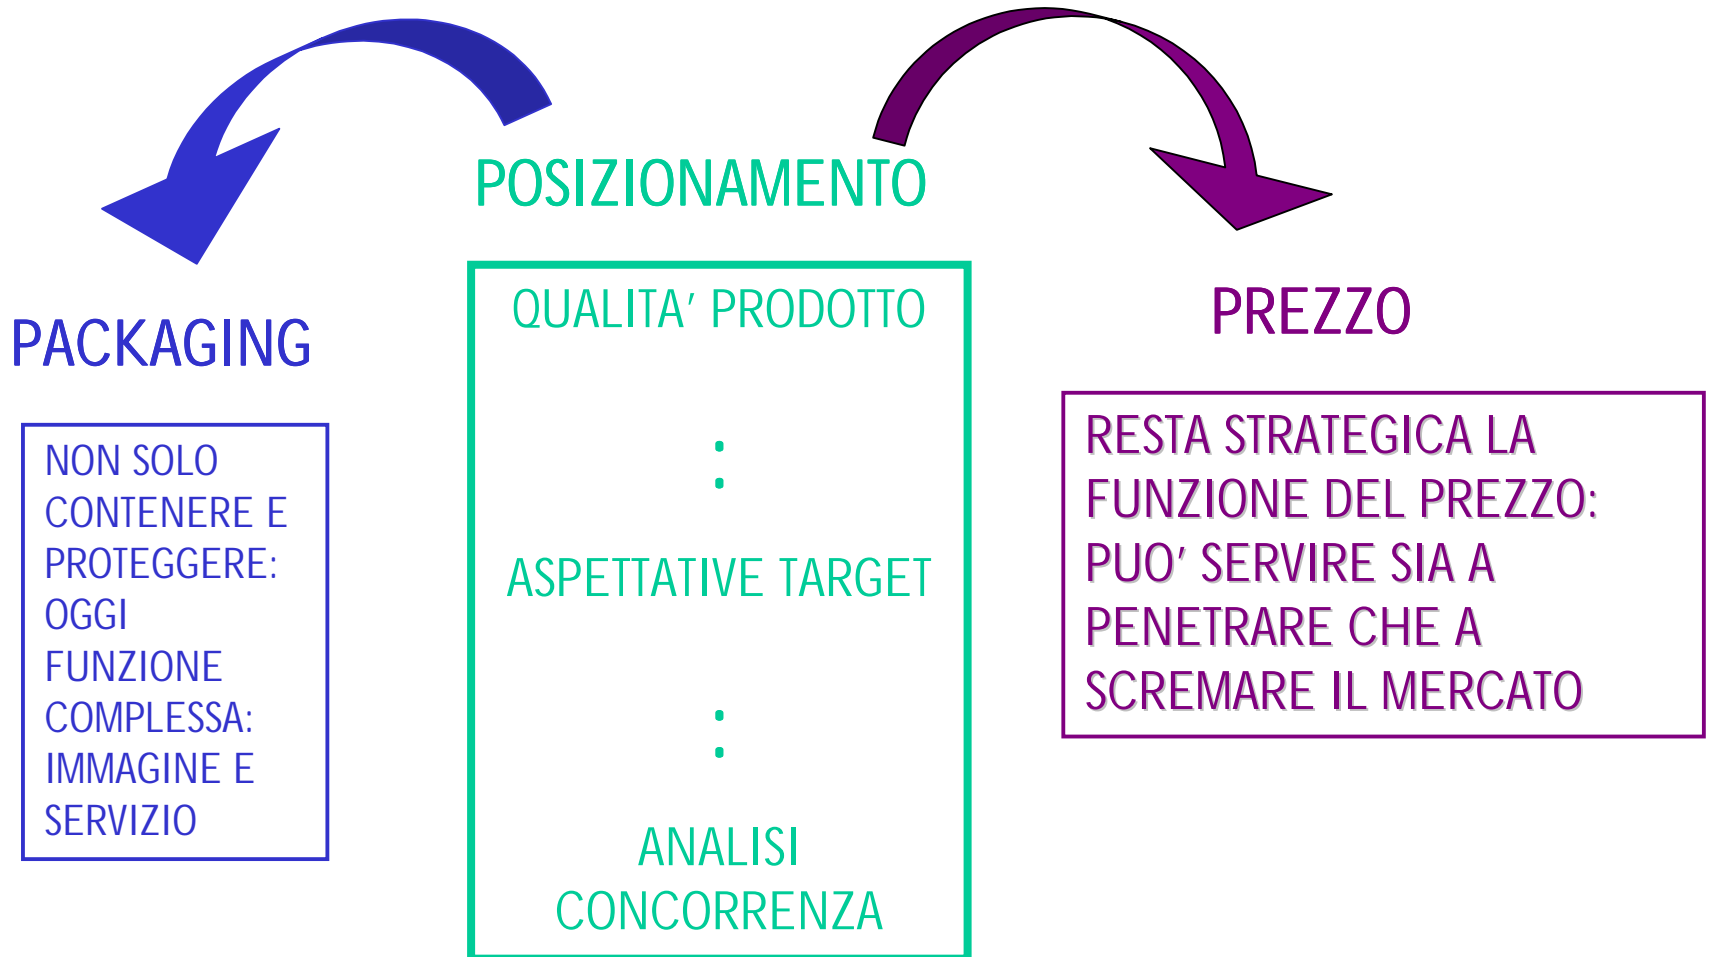 POSIZIONAMENTO
PACKAGING
NON SOLO
CONTENERE E
PROTEGGERE:
OGGI
FUNZIONE
COMPLESSA:
IMMAGINE E
SERVIZIO
QUALITA’ PRODOTTO
:
ASPETTATIVE TARGET
:
ANALISI
CONCORRENZA
PREZZO
RESTA STRATEGICA LA
FUNZIONE DEL PREZZO:
PUO’ SERVIRE SIA A
PENETRARE CHE A
SCREMARE IL MERCATO